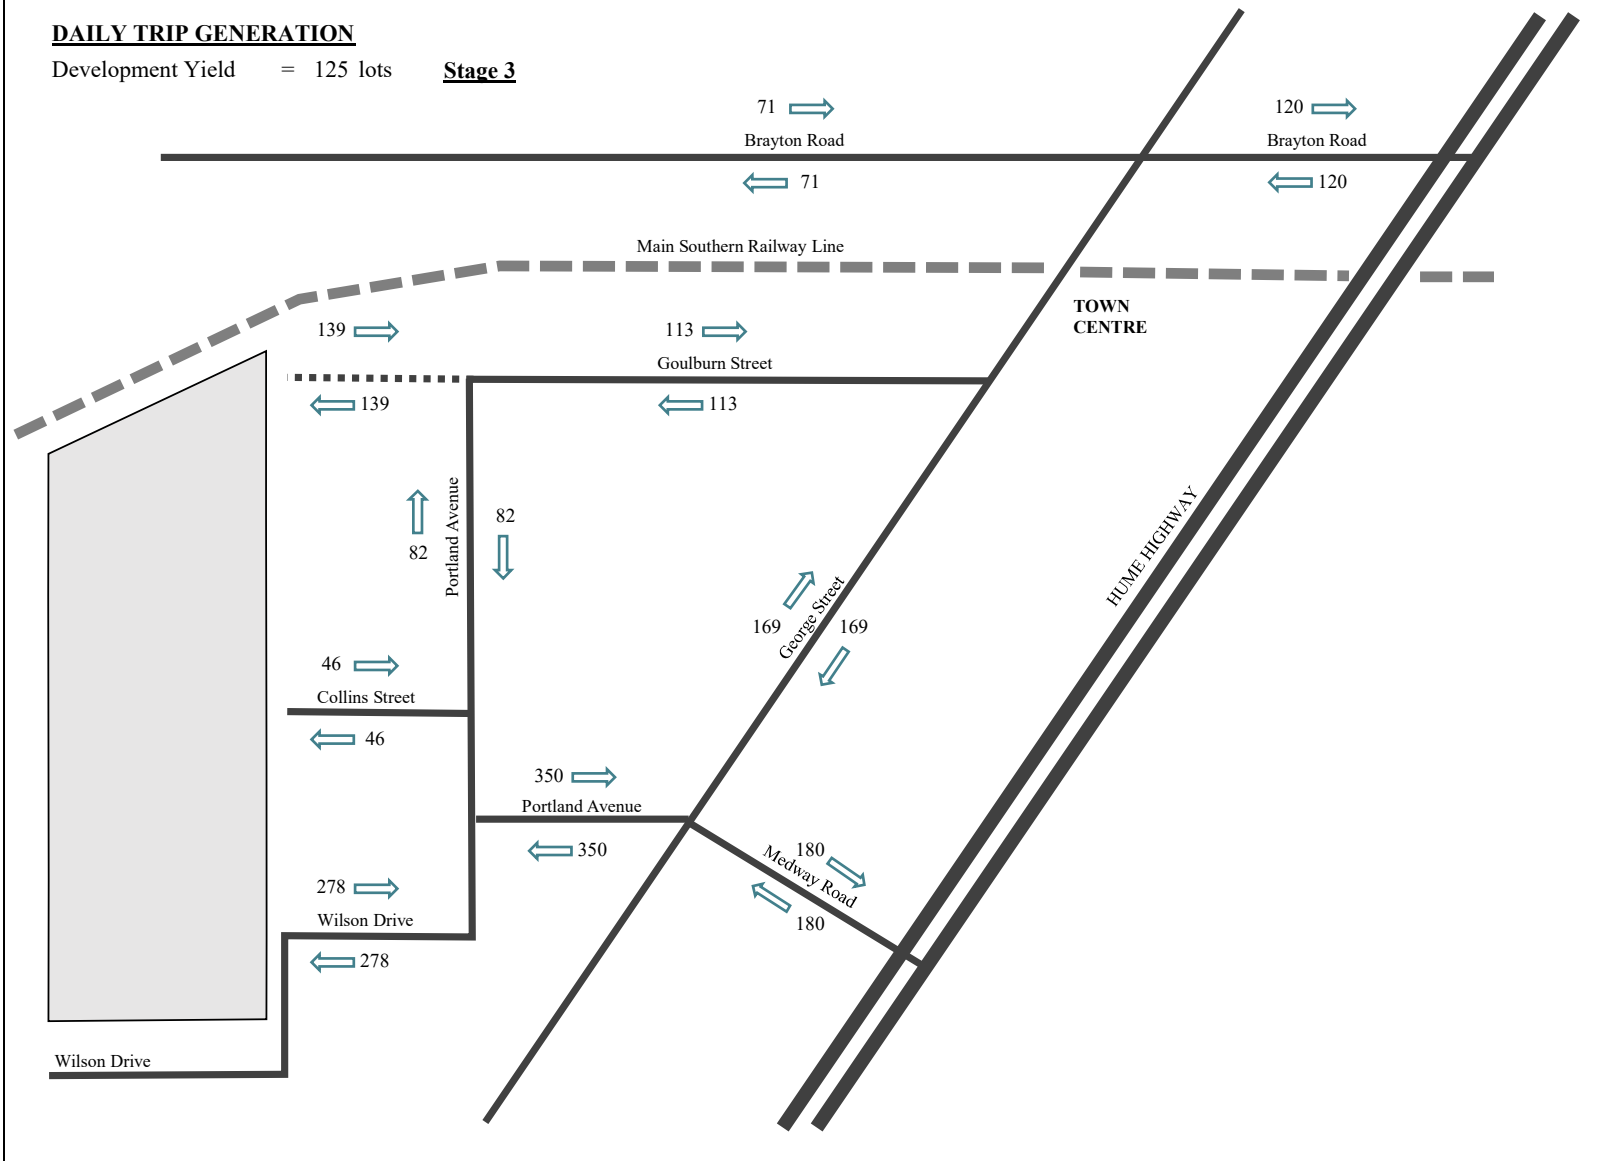 DAILY TRIP GENERATION
Development Yield = 125 lots Stage 3
71
120
Brayton Road
Brayton Road
71
120
Main Southern Railway Line
TOWN
CENTRE
139
113
Goulburn Street
139
113
Portland Avenue
82
82
HUME HIGHWAY
George Street
169
169
46
Collins Street
46
350
Portland Avenue
350
180
Medway Road
180
278
Wilson Drive
278
Wilson Drive